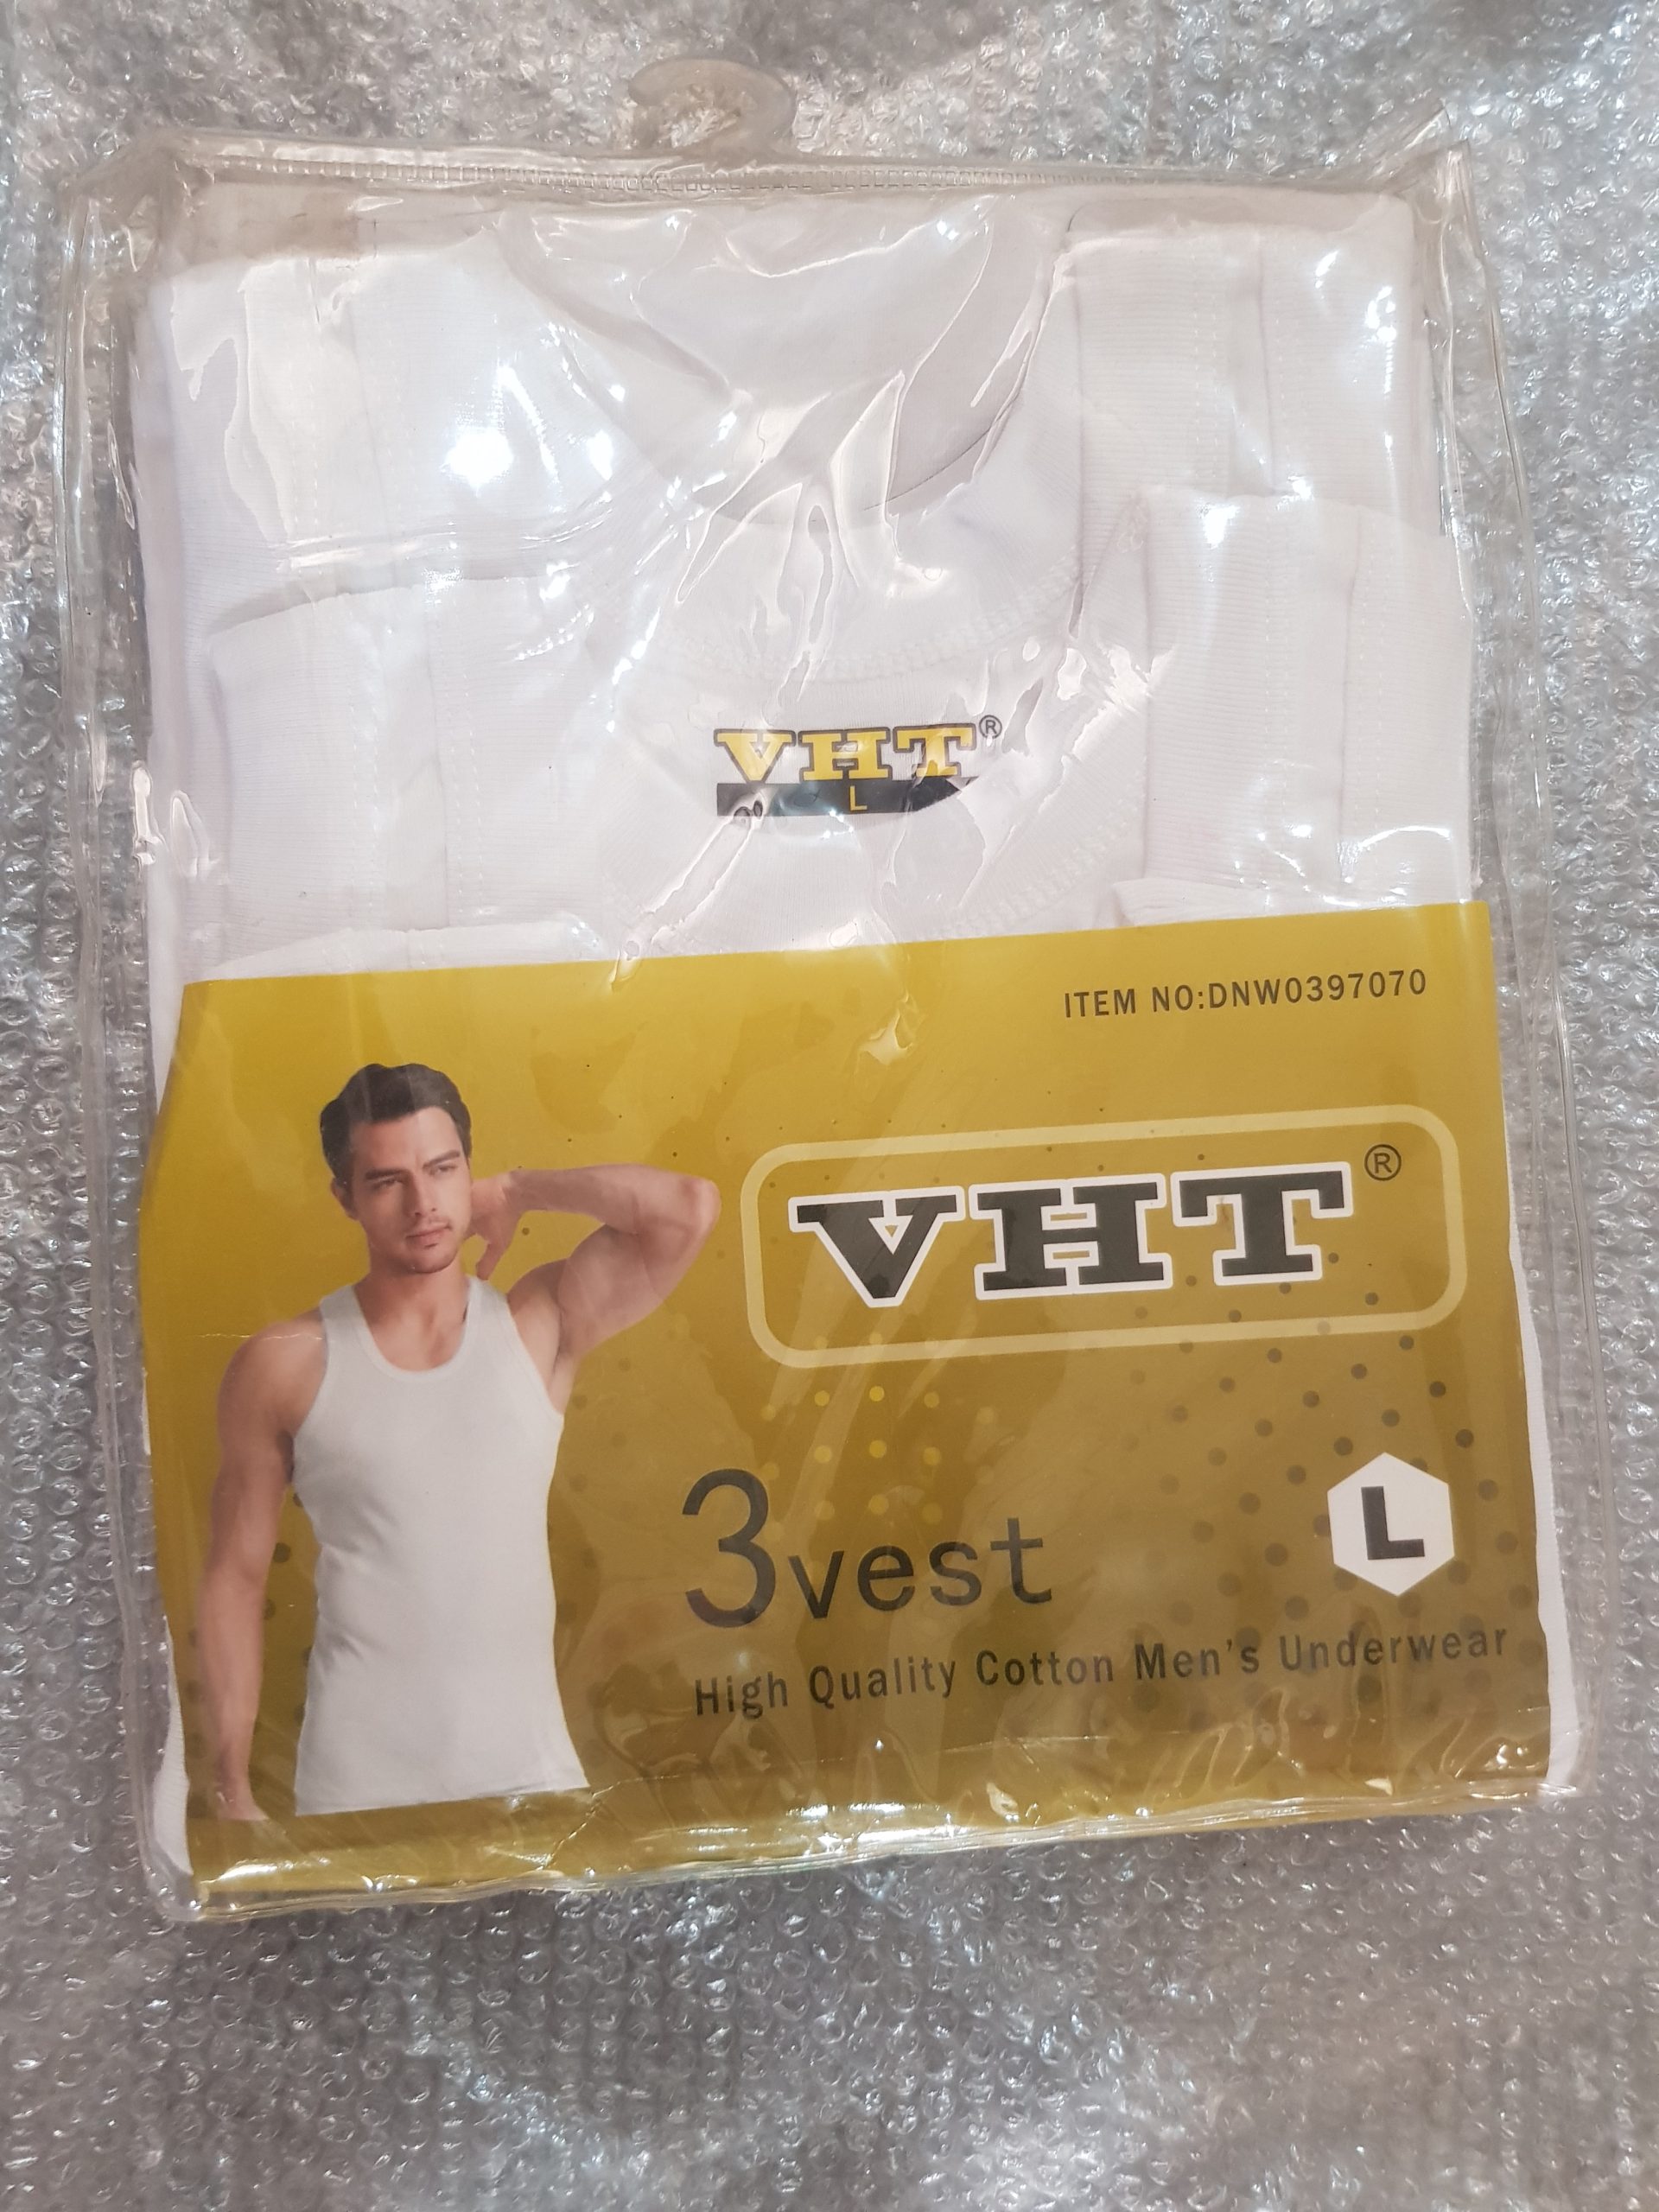 VHT®
L
ITEM NO:DNW0397070
VHT®
3vest
L
High Quality Cotton Men's Underwear